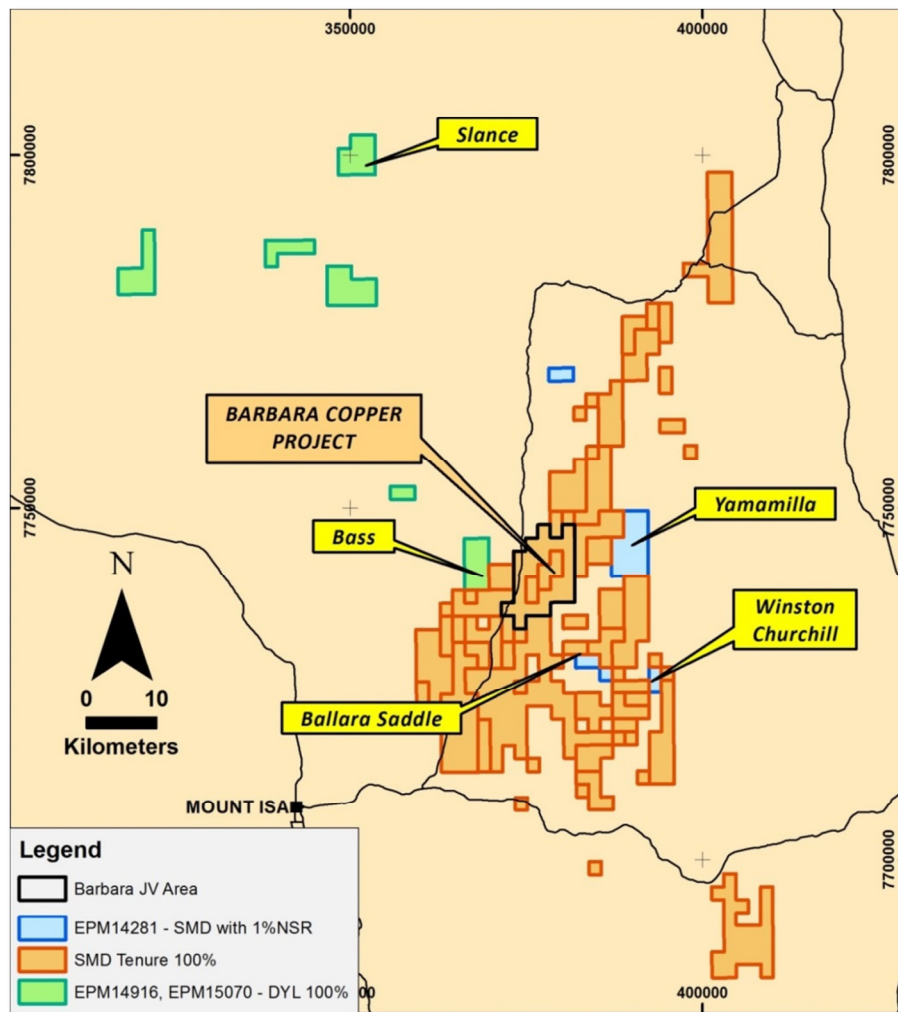 350000
400000
7800000
7800000
Slance
BARBARA COPPER
PROJECT
7750000
7750000
Yamamilla
Bass
Winston
Churchill
N
0 10
Kilometers
Ballara Saddle
MOUNT ISA
7700000
Legend
Barbara JV Area
EPM14281 - SMD with 1%NSR
SMD Tenure 100%
EPM14916, EPM15070 - DYL 100%
400000